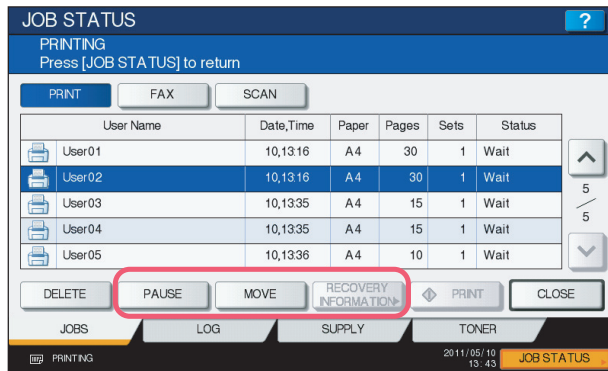 JOB STATUS
?
PRINTING
Press [JOB STATUS] to return
PRINT FAX SCAN
User Name Date,Time Paper Pages Sets Status
User01 10,13:16 A4 30 1 Wait
User02 10,13:16 A4 30 1 Wait
User03 10,13:35 A4 15 1 Wait
User04 10,13:35 A4 15 1 Wait
User05 10,13:36 A4 10 1 Wait
5
5
DELETE PAUSE MOVE RECOVERY INFORMATION PRINT CLOSE
JOBS LOG SUPPLY TONER
PRINTING 2011/05/10
13:43 JOB STATUS